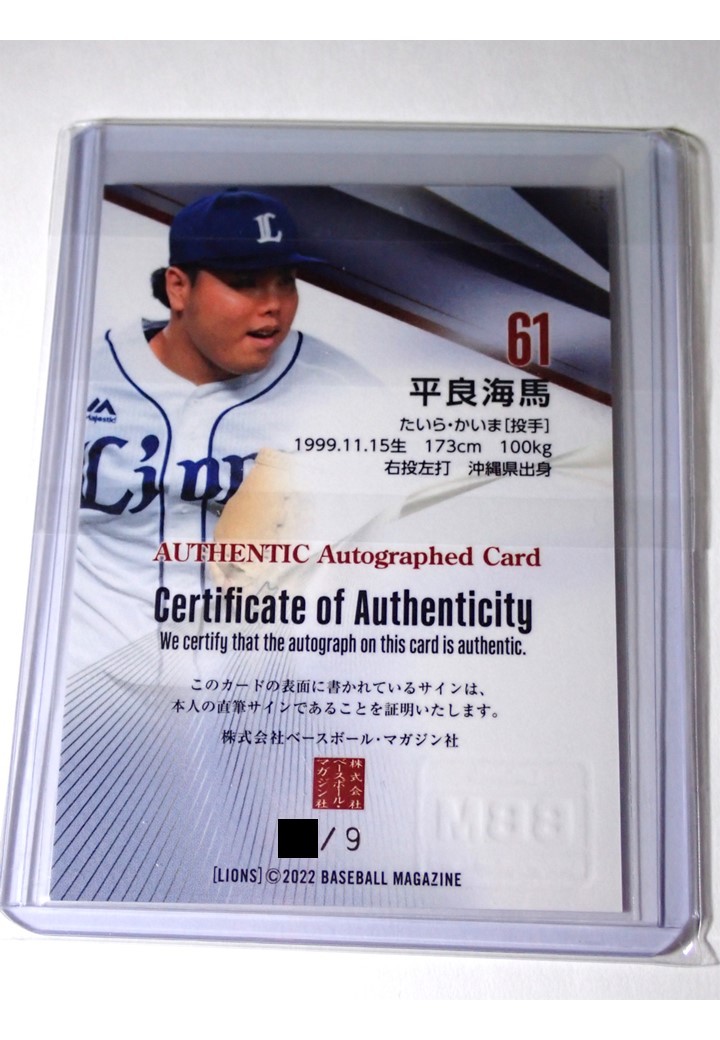 L
61
平良海馬
たいら・かいま[投手]
1999.11.15生 173cm 100kg
右投左打 沖縄県出身
Majestic
Lion
AUTHENTIC Autographed Card
Certificate of Authenticity
We certify that the autograph on this card is authentic.
このカードの表面に書かれているサインは、
本人の直筆サインであることを証明いたします。
株式会社ベースボール・マガジン社
株式会社
ベースボール・
マガジン社
/ 9
[LIONS]©2022 BASEBALL MAGAZINE